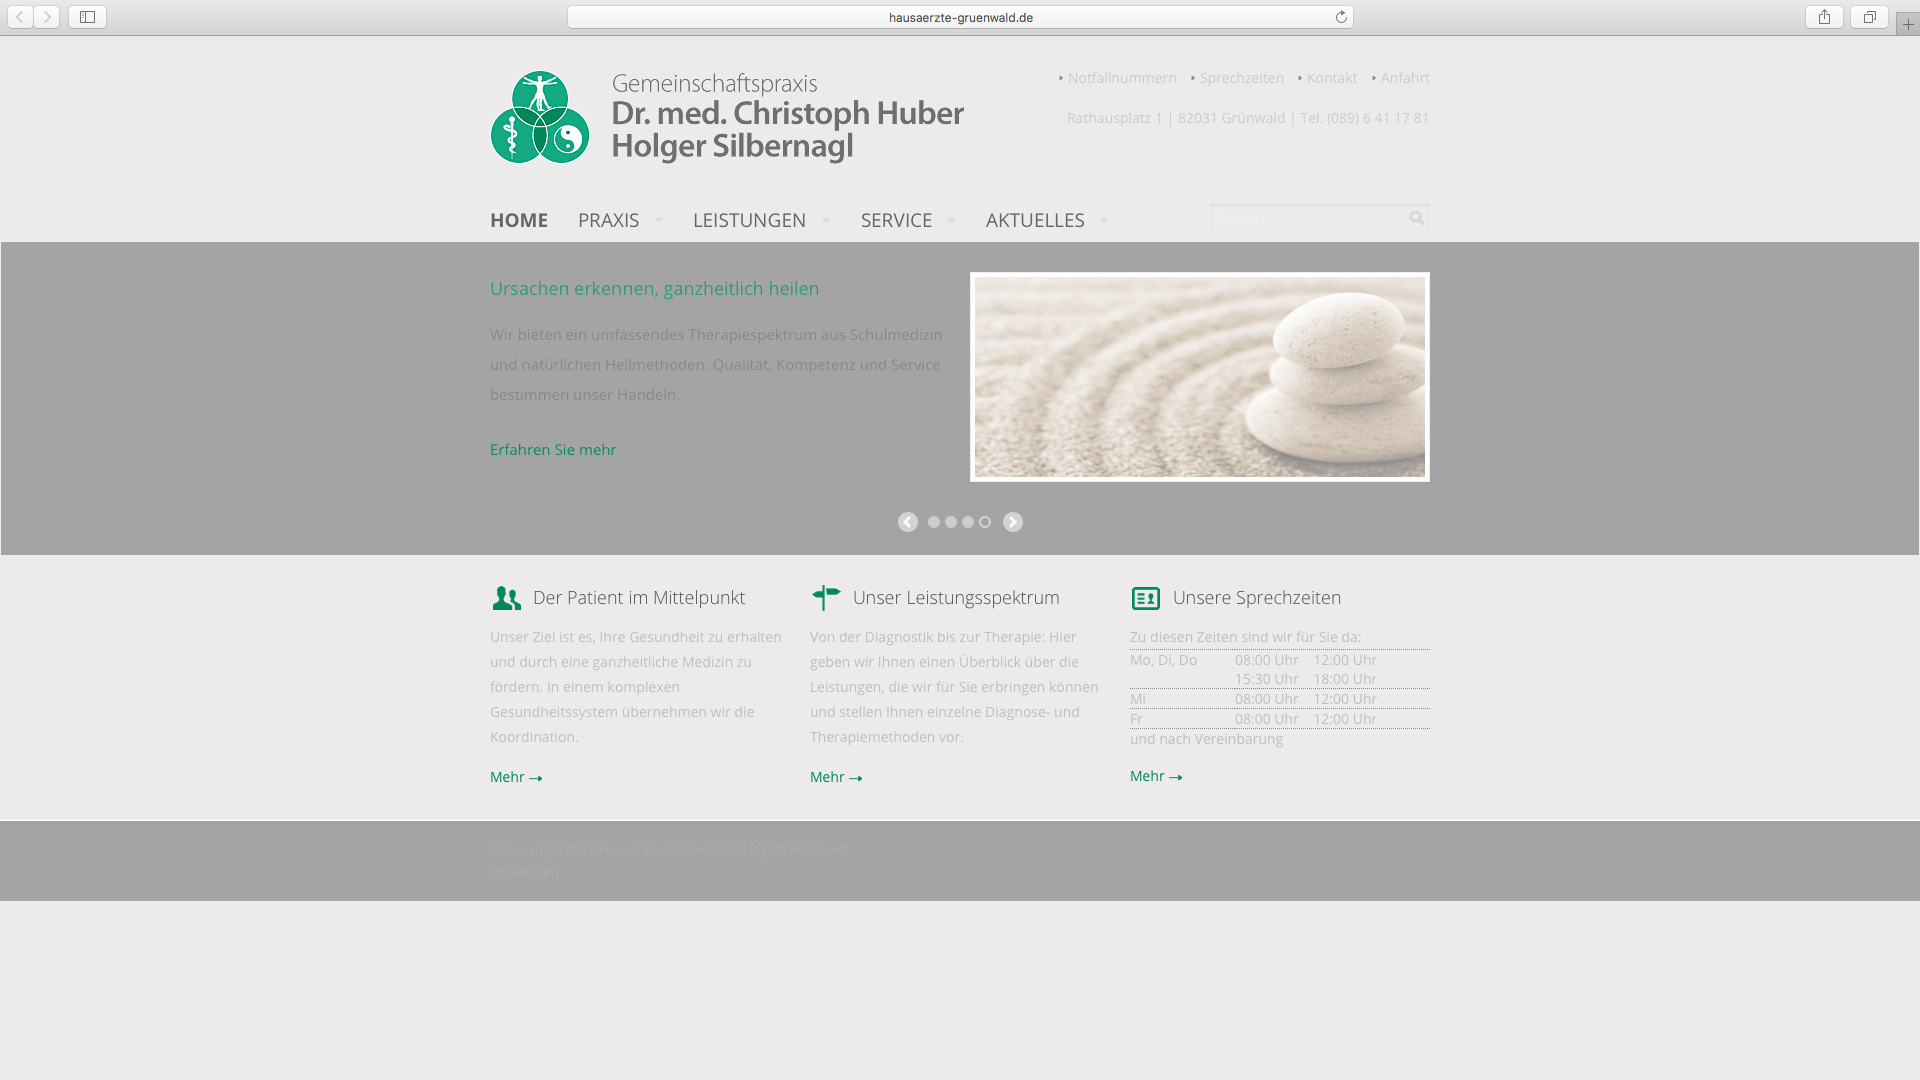 hausaerzte-gruenwald.de
Gemeinschaftspraxis
Dr. med. Christoph Huber
Holger Silbernagl
Notfallnummern Sprechzeiten Kontakt Anfahrt
Rathausplatz 1 | 82031 Grünwald | Tel. (089) 6 41 17 81
HOME PRAXIS LEISTUNGEN SERVICE AKTUELLES
Search...
Ursachen erkennen, ganzheitlich heilen
Wir bieten ein umfassendes Therapiespektrum aus Schulmedizin
und natürlichen Heilmethoden. Qualität, Kompetenz und Service
bestimmen unser Handeln.
Erfahren Sie mehr
Der Patient im Mittelpunkt
Unser Ziel ist es, Ihre Gesundheit zu erhalten
und durch eine ganzheitliche Medizin zu
fördern. In einem komplexen
Gesundheitssystem übernehmen wir die
Koordination.
Mehr
Unser Leistungsspektrum
Von der Diagnostik bis zur Therapie: Hier
geben wir Ihnen einen Überblick über die
Leistungen, die wir für Sie erbringen können
und stellen Ihnen einzelne Diagnose- und
Therapiemethoden vor.
Mehr
Unsere Sprechzeiten
Zu diesen Zeiten sind wir für Sie da:
Mo, Di, Do 08:00 Uhr 12:00 Uhr
15:30 Uhr 18:00 Uhr
Mi 08:00 Uhr 12:00 Uhr
Fr 08:00 Uhr 12:00 Uhr
und nach Vereinbarung
Mehr
© Copyright 2017 Hausärzte-Grünwald, All Rights Reserved.
Impressum